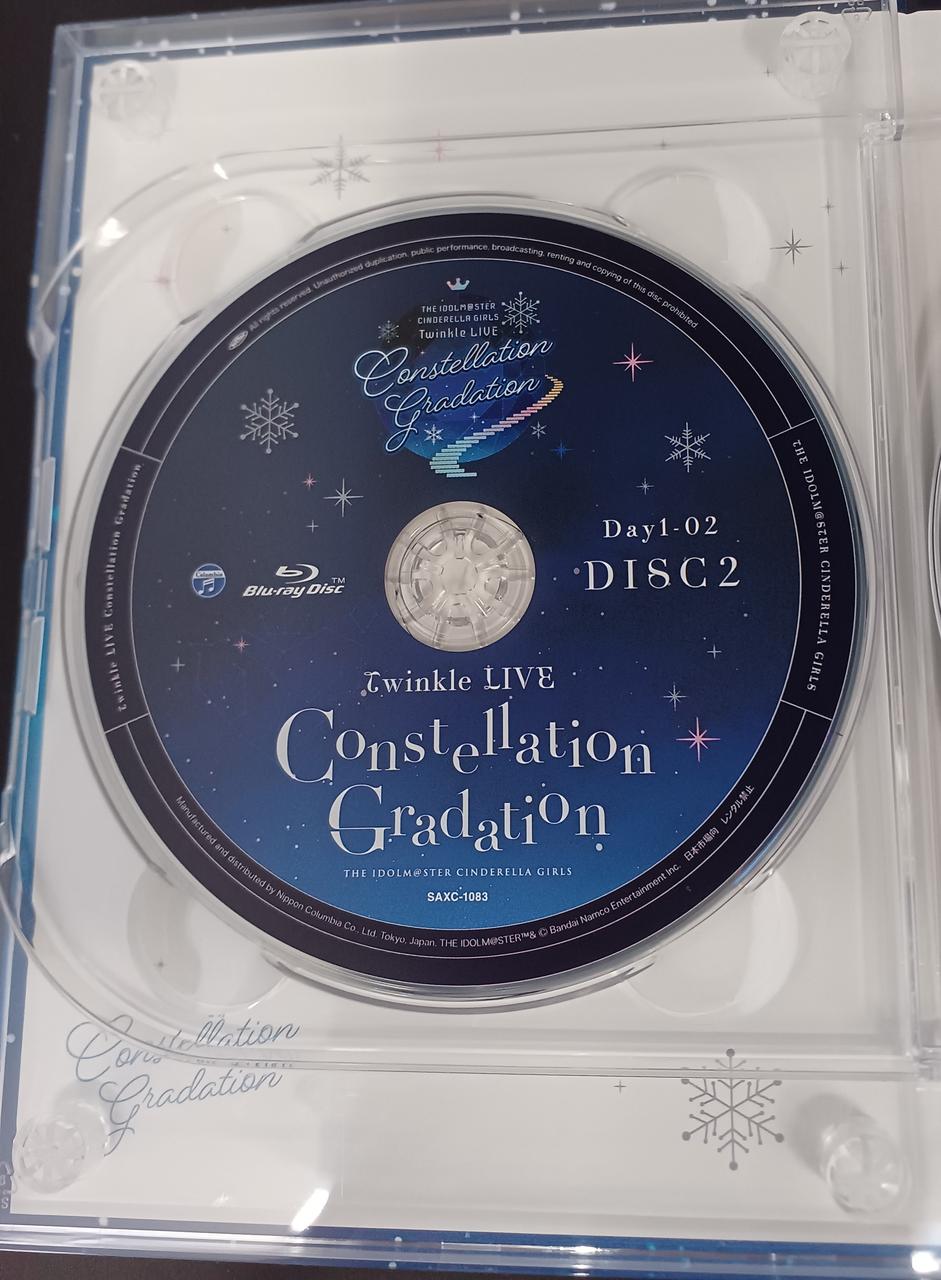 All rights reserved. Unauthorized duplication, public performance, broadcasting, renting and copying of this disc prohibited.
THE IDOLM@STER
CINDERELLA GIRLS
Twinkle LIVE
Constellation
Gradation
Day1-02
DISC 2
Columbia
Blu-ray Disc™
Twinkle LIVE Constellation Gradation
THE IDOLM@STER CINDERELLA GIRLS
Twinkle LIVE
Constellation
Gradation
THE IDOLM@STER CINDERELLA GIRLS
SAXC-1083
Manufactured and distributed by Nippon Columbia Co., Ltd. Tokyo, Japan. THE IDOLM@STER™& © Bandai Namco Entertainment Inc. 日本市場向 レンタル禁止
Constellation
Gradation